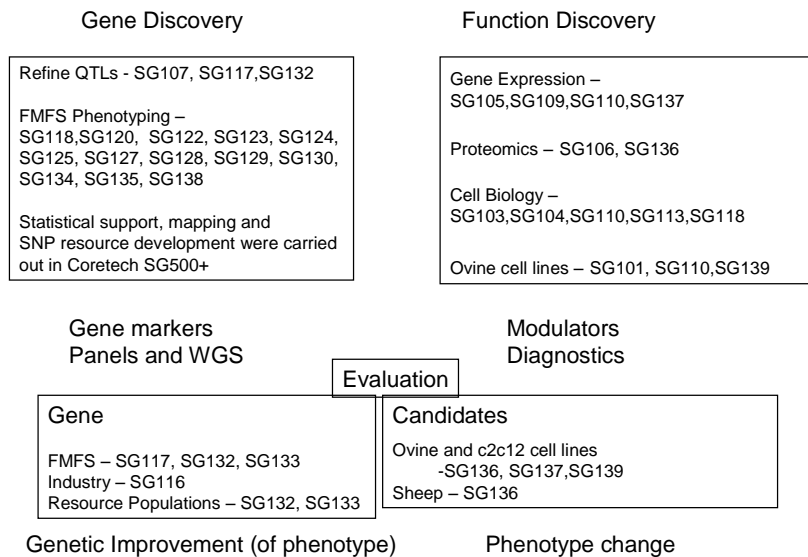 Gene Discovery
Refine QTLs - SG107, SG117,SG132
FMFS Phenotyping –
SG118,SG120, SG122, SG123, SG124,
SG125, SG127, SG128, SG129, SG130,
SG134, SG135, SG138
Statistical support, mapping and
SNP resource development were carried
out in Coretech SG500+
Function Discovery
Gene Expression –
SG105,SG109,SG110,SG137
Proteomics – SG106, SG136
Cell Biology –
SG103,SG104,SG110,SG113,SG118
Ovine cell lines – SG101, SG110,SG139
Gene markers
Panels and WGS
Modulators
Diagnostics
Evaluation
Gene
FMFS – SG117, SG132, SG133
Industry – SG116
Resource Populations – SG132, SG133
Candidates
Ovine and c2c12 cell lines
-SG136, SG137,SG139
Sheep – SG136
Genetic Improvement (of phenotype)
Phenotype change